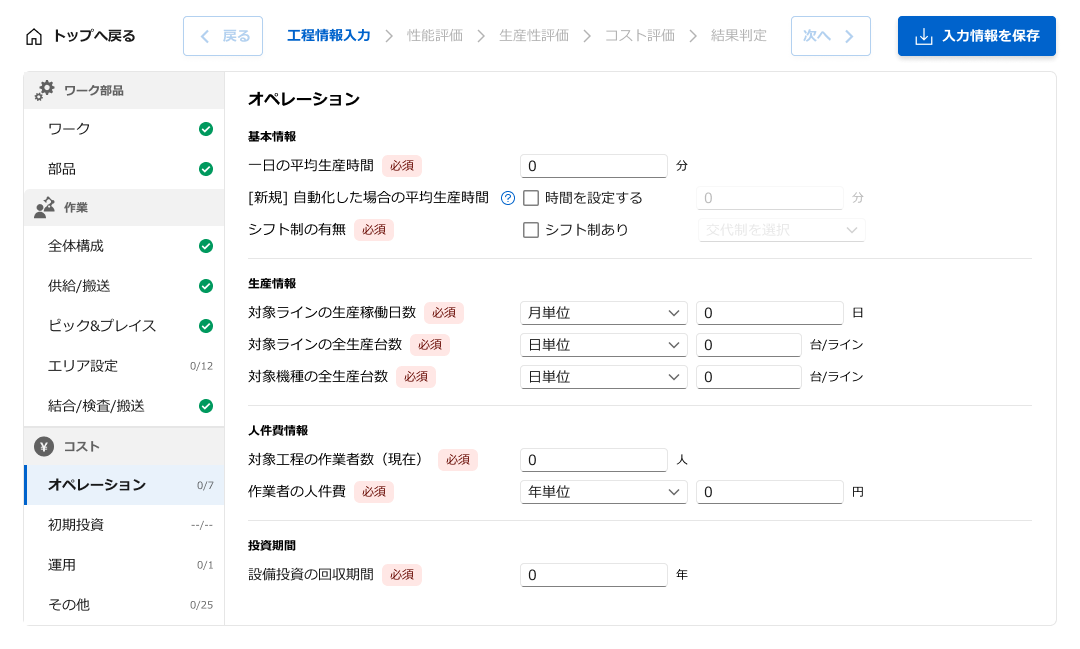 トップへ戻る 戻る 工程情報入力 性能評価 生産性評価 コスト評価 結果判定 次へ 入力情報を保存
ワーク部品
ワーク
部品
作業
全体構成
供給/搬送
ピック&プレイス
エリア設定 0/12
結合/検査/搬送
¥ コスト
オペレーション 0/7
初期投資 --/--
運用 0/1
その他 0/25
オペレーション
基本情報
一日の平均生産時間 必須 0 分
[新規] 自動化した場合の平均生産時間 ? 時間を設定する 0 分
シフト制の有無 必須 シフト制あり 交代制を選択
生産情報
対象ラインの生産稼働日数 必須 月単位 0 日
対象ラインの全生産台数 必須 日単位 0 台/ライン
対象機種の全生産台数 必須 日単位 0 台/ライン
人件費情報
対象工程の作業者数（現在） 必須 0 人
作業者の人件費 必須 年単位 0 円
投資期間
設備投資の回収期間 必須 0 年